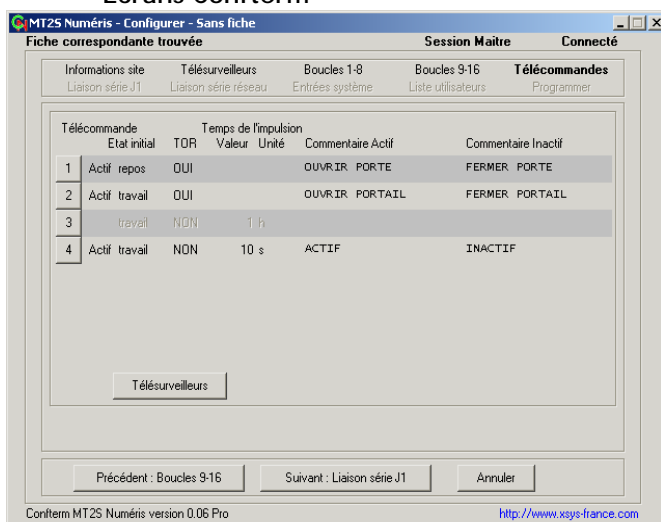 écrans confterm
MT2S Numéris - Configurer - Sans fiche
Fiche correspondante trouvée Session Maitre Connecté
Informations site Télésurveilleurs Boucles 1-8 Boucles 9-16 Télécommandes
Liaison série J1 Liaison série réseau Entrées système Liste utilisateurs Programmer
Télécommande Temps de l'impulsion
Etat initial TOR Valeur Unité Commentaire Actif Commentaire Inactif
1 Actif repos OUI OUVRIR PORTE FERMER PORTE
2 Actif travail OUI OUVRIR PORTAIL FERMER PORTAIL
3 travail NON 1 h
4 Actif travail NON 10 s ACTIF INACTIF
Télésurveilleurs
Précédent : Boucles 9-16 Suivant : Liaison série J1 Annuler
Confterm MT2S Numéris version 0.06 Pro http://www.xsys-france.com